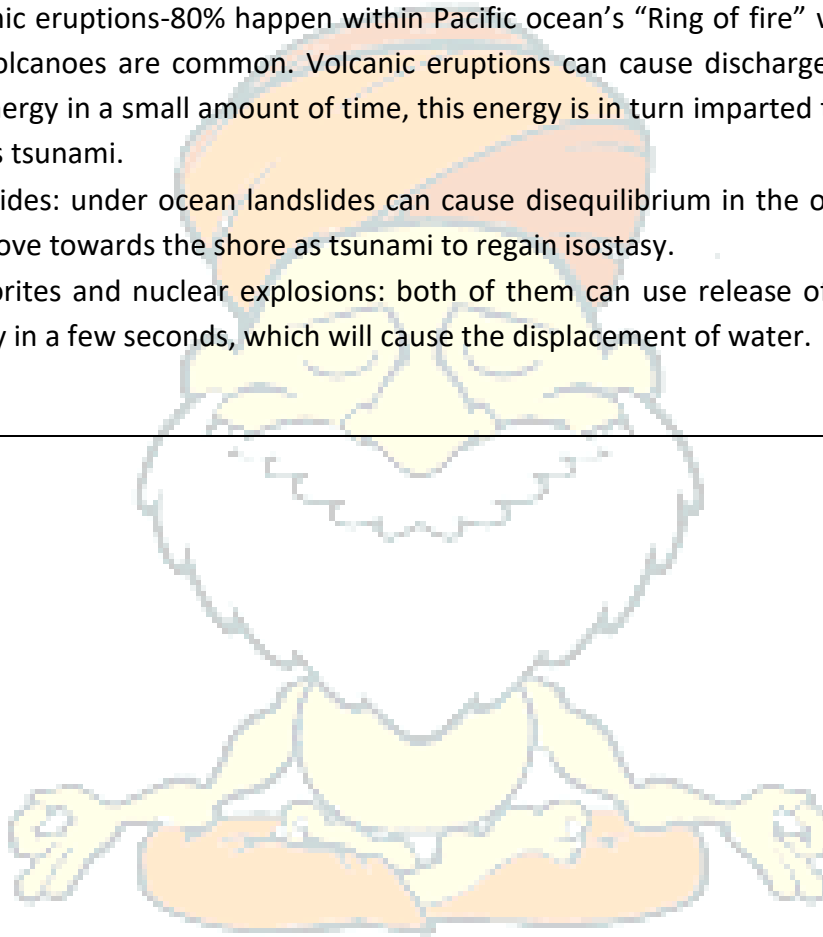 nic eruptions-80% happen within Pacific ocean’s “Ring of fire” w
olcanoes are common. Volcanic eruptions can cause discharge
nergy in a small amount of time, this energy is in turn imparted t
s tsunami.
ides: under ocean landslides can cause disequilibrium in the o
ove towards the shore as tsunami to regain isostasy.
orites and nuclear explosions: both of them can use release of
y in a few seconds, which will cause the displacement of water.